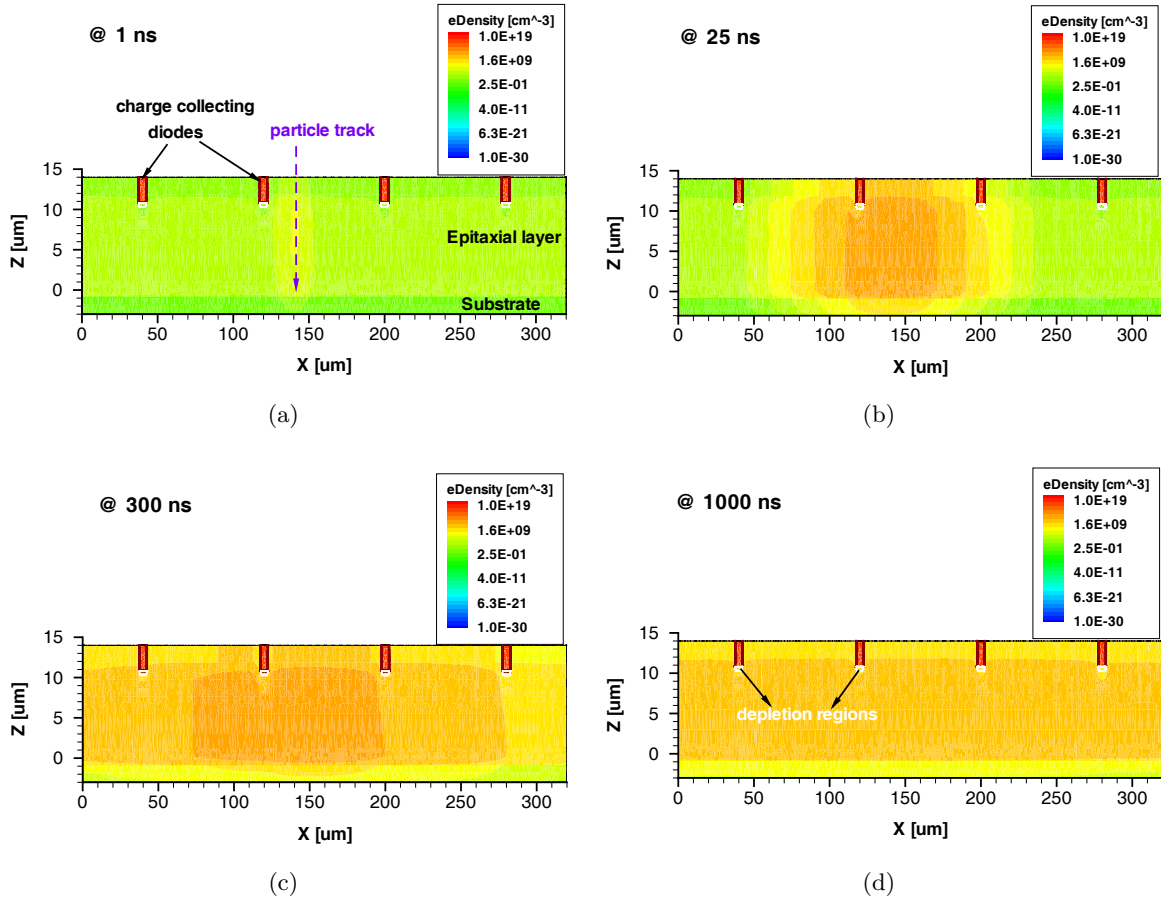 @ 1 ns
eDensity [cm^-3]
1.0E+19
1.6E+09
2.5E-01
4.0E-11
6.3E-21
1.0E-30
charge collecting
diodes
particle track
Epitaxial layer
Substrate
15
10
5
0
Z [um]
0 50 100 150 200 250 300
X [um]
(a)
@ 25 ns
eDensity [cm^-3]
1.0E+19
1.6E+09
2.5E-01
4.0E-11
6.3E-21
1.0E-30
15
10
5
0
Z [um]
0 50 100 150 200 250 300
X [um]
(b)
@ 300 ns
eDensity [cm^-3]
1.0E+19
1.6E+09
2.5E-01
4.0E-11
6.3E-21
1.0E-30
15
10
5
0
Z [um]
0 50 100 150 200 250 300
X [um]
(c)
@ 1000 ns
eDensity [cm^-3]
1.0E+19
1.6E+09
2.5E-01
4.0E-11
6.3E-21
1.0E-30
depletion regions
15
10
5
0
Z [um]
0 50 100 150 200 250 300
X [um]
(d)